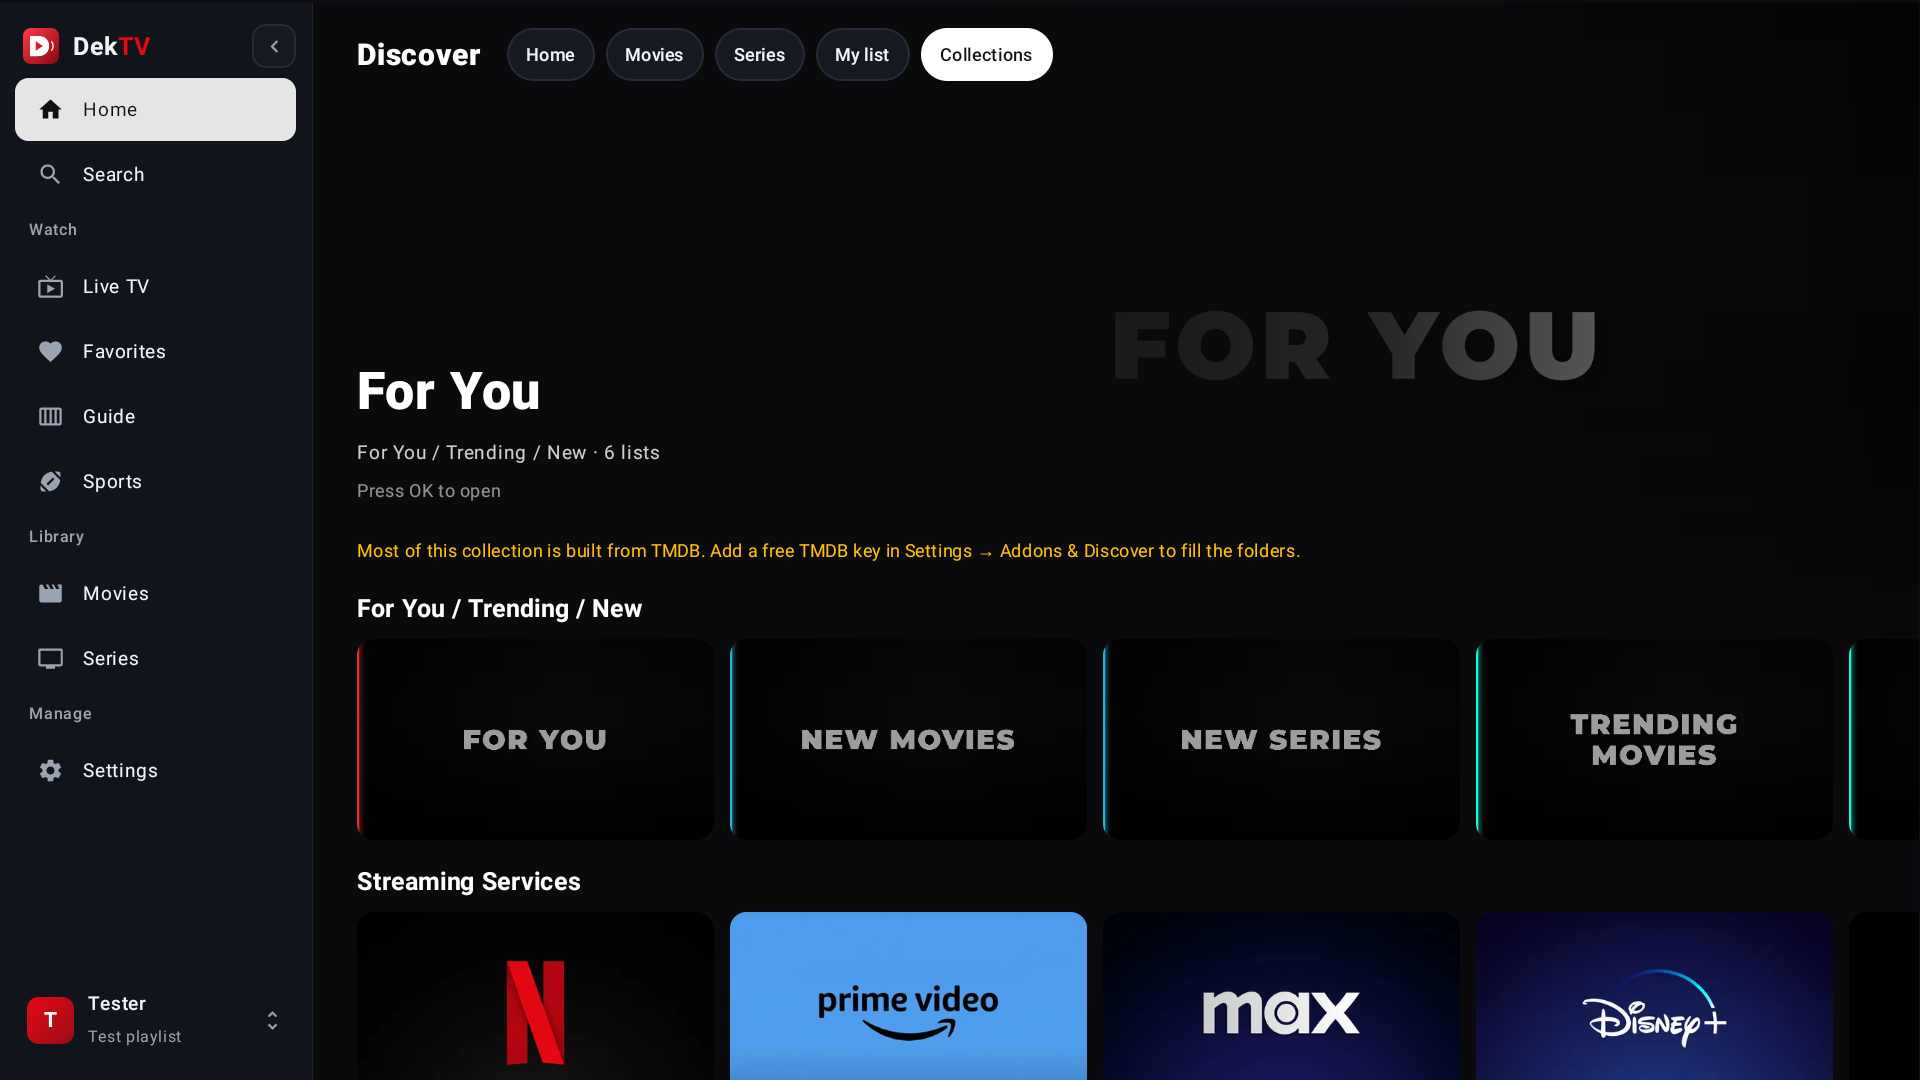 DekTV
Home
Search
Watch
Live TV
Favorites
Guide
Sports
Library
Movies
Series
Manage
Settings
T
Tester
Test playlist
Discover
Home
Movies
Series
My list
Collections
FOR YOU
For You
For You / Trending / New · 6 lists
Press OK to open
Most of this collection is built from TMDB. Add a free TMDB key in Settings → Addons & Discover to fill the folders.
For You / Trending / New
FOR YOU
NEW MOVIES
NEW SERIES
TRENDING
MOVIES
Streaming Services
N
prime video
max
Disney+